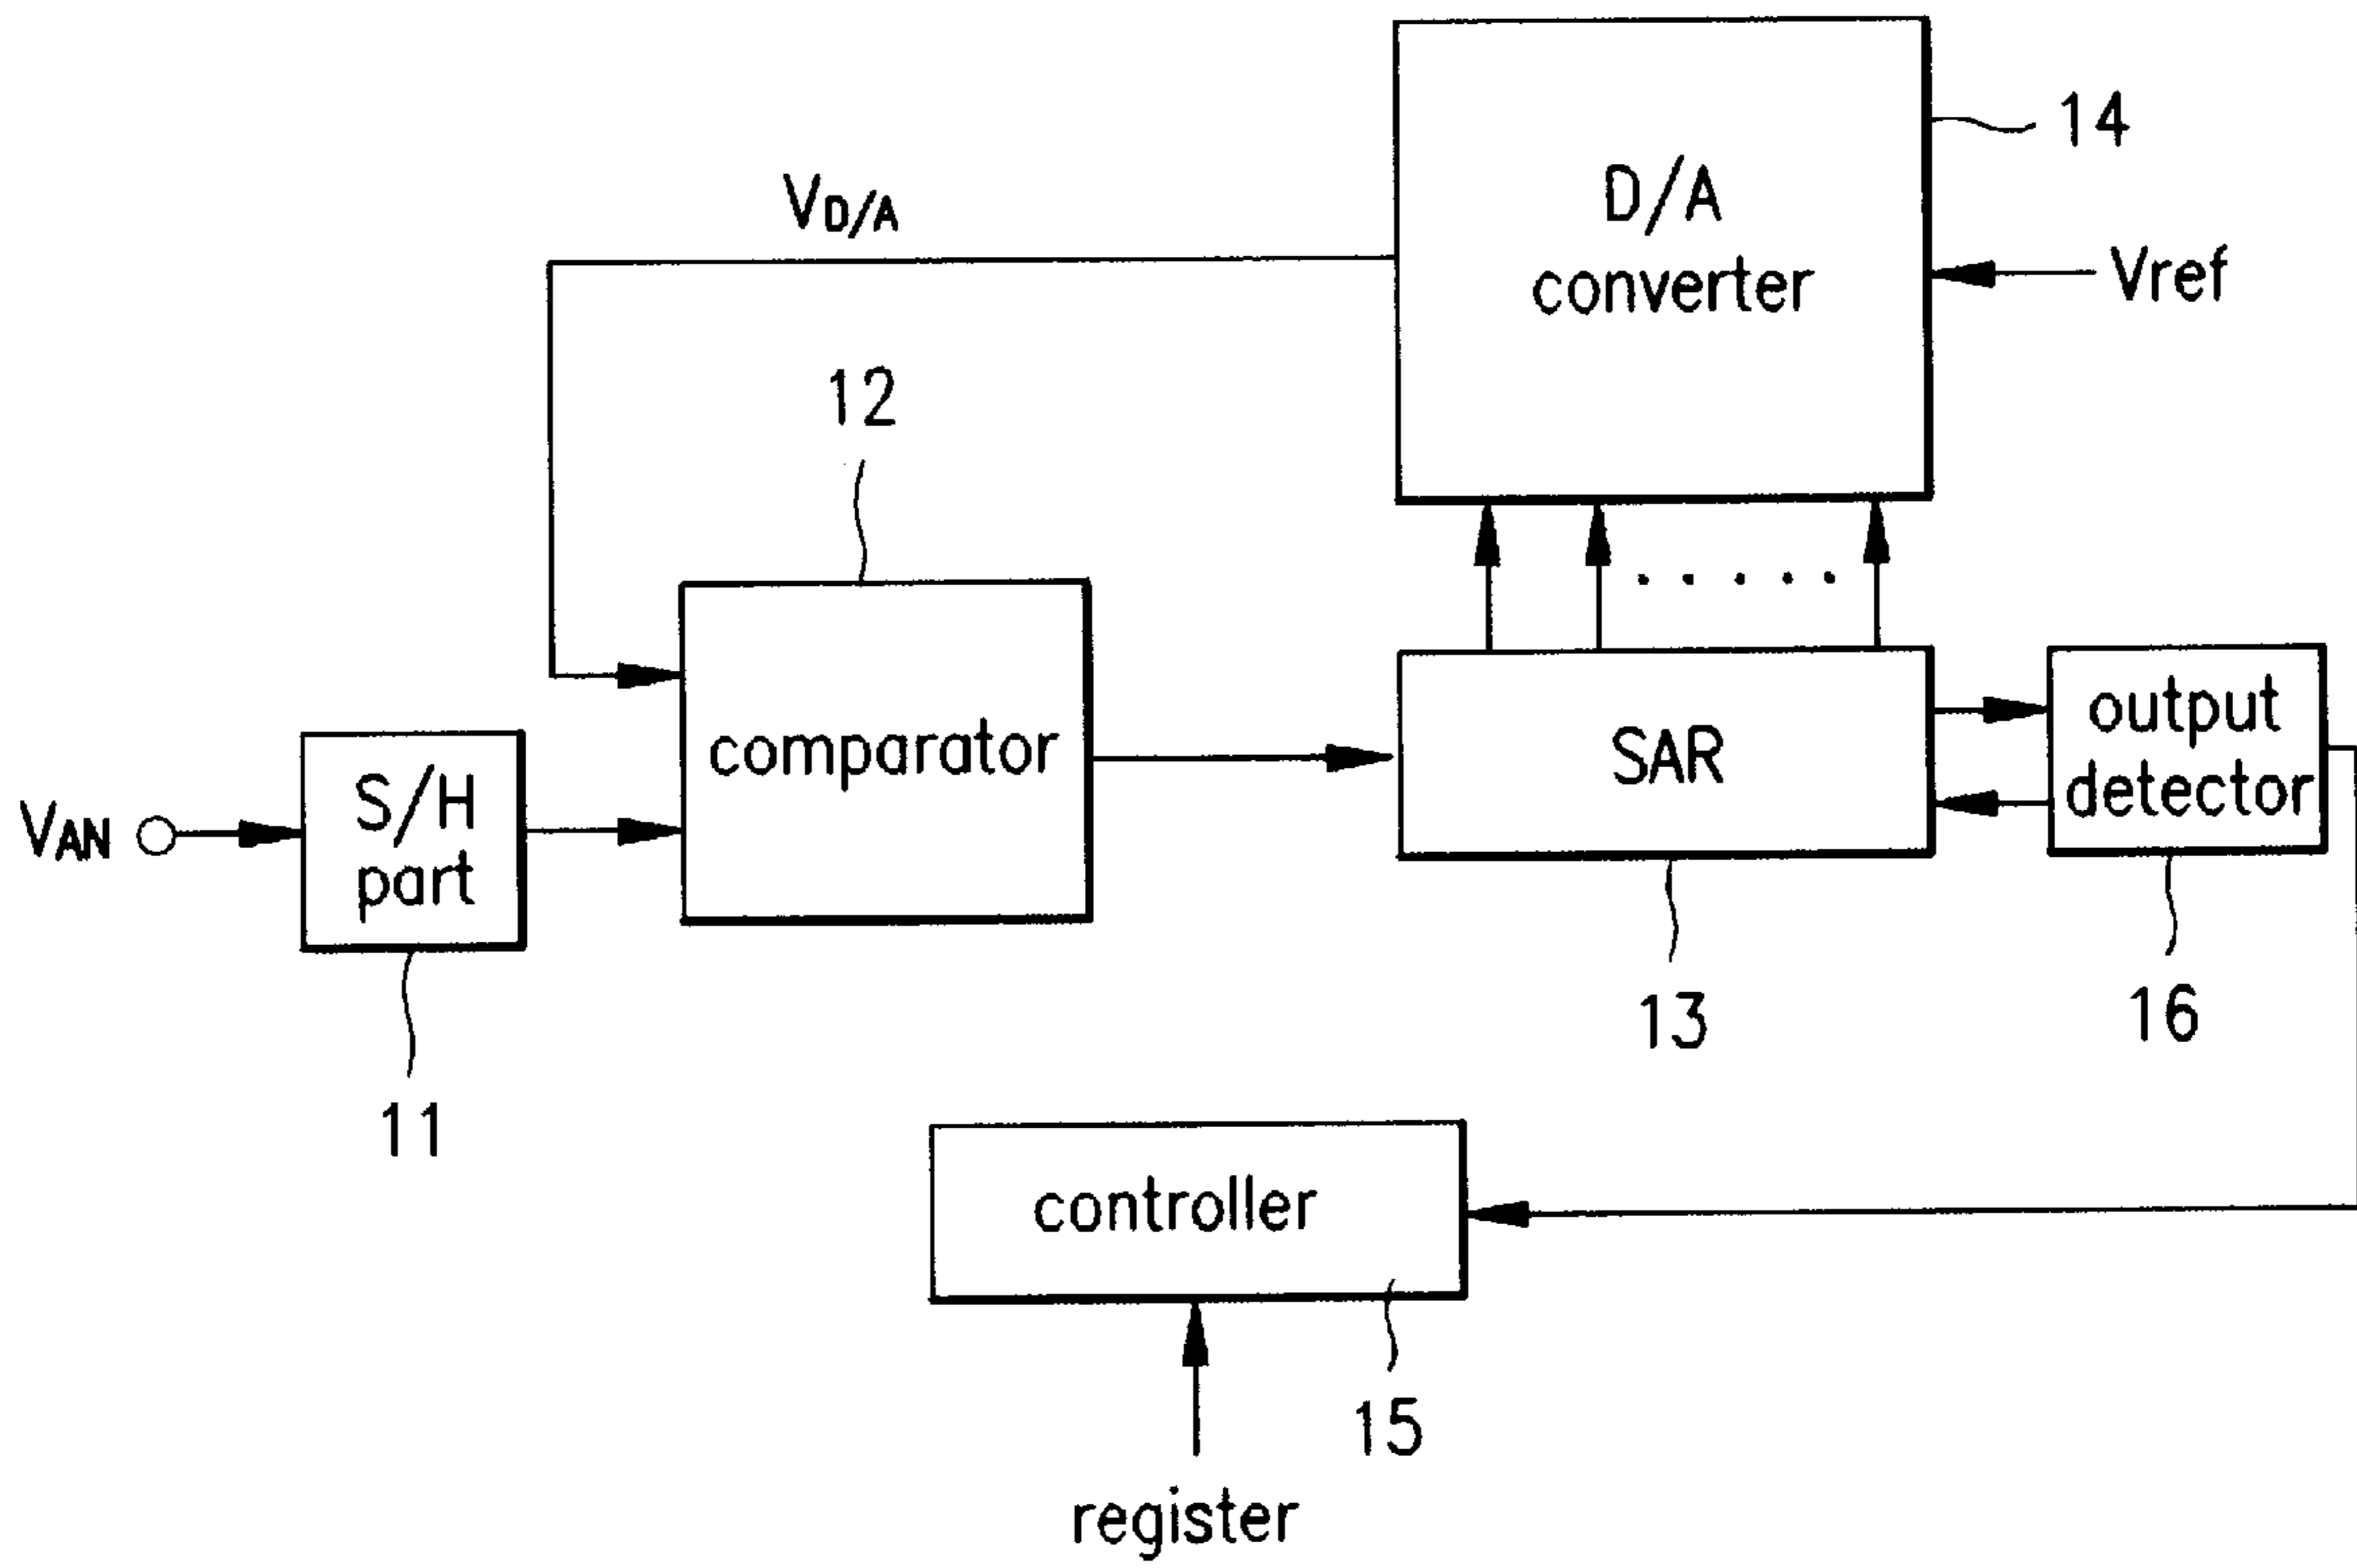 14
D/A
converter
VD/A
Vref
12
comparator
SAR
output
detector
VAN
S/H
part
13
16
11
controller
15
register